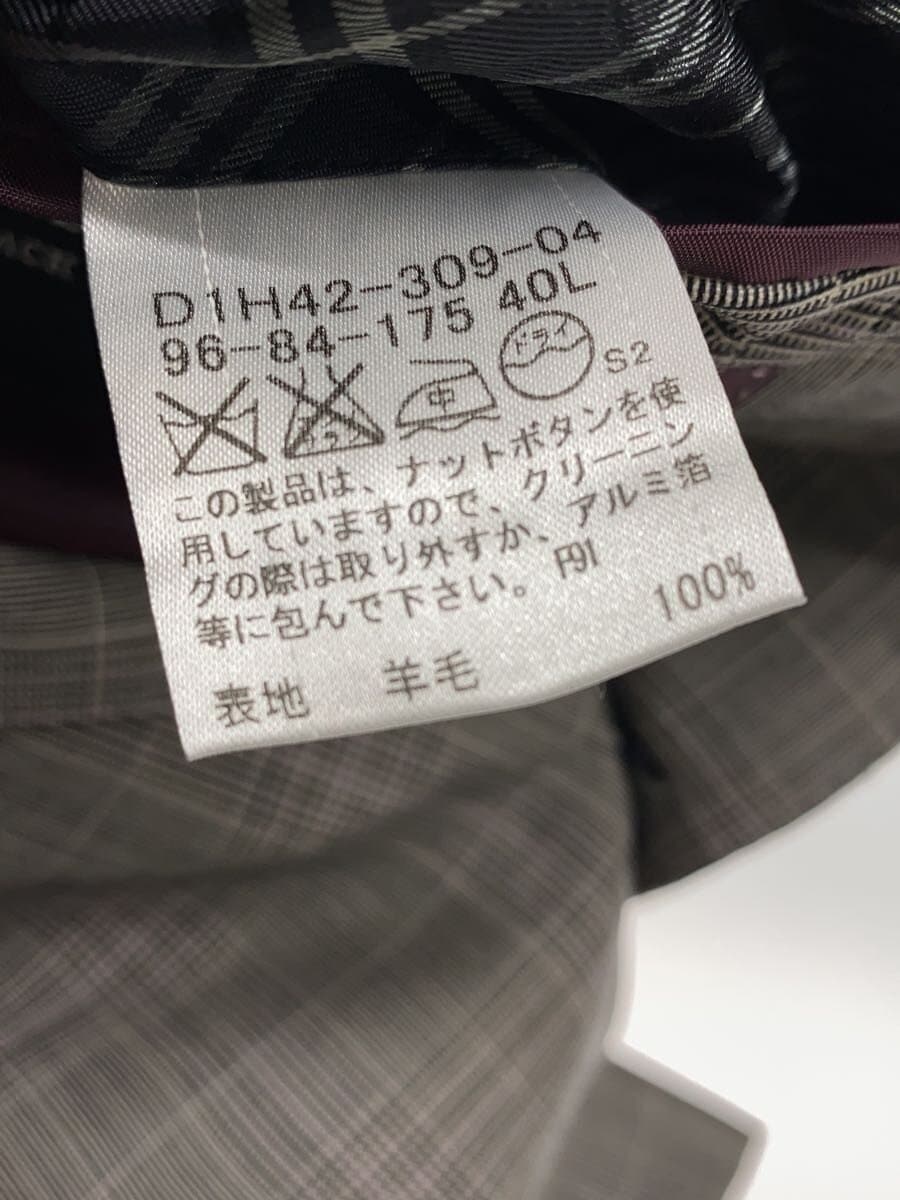 D1H42-309-04
96-84-175 40L
中
ドライ
S2
この製品は、ナットボタンを使
用していますので、クリーニン
グの際は取り外すか、アルミ箔
等に包んで下さい。
表地 羊毛 100%